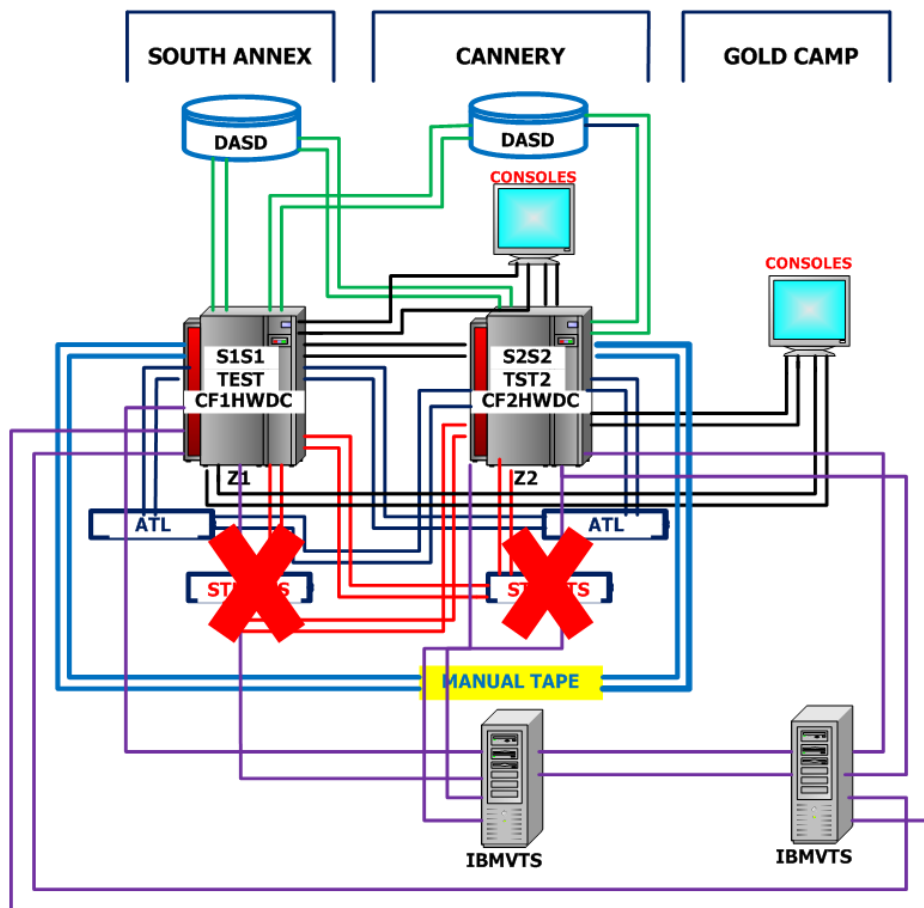 SOUTH ANNEX
CANNERY
GOLD CAMP
DASD
DASD
CONSOLES
CONSOLES
S1S1
TEST
CF1HWDC
S2S2
TST2
CF2HWDC
Z1
Z2
ATL
ATL
MANUAL TAPE
IBMVTS
IBMVTS